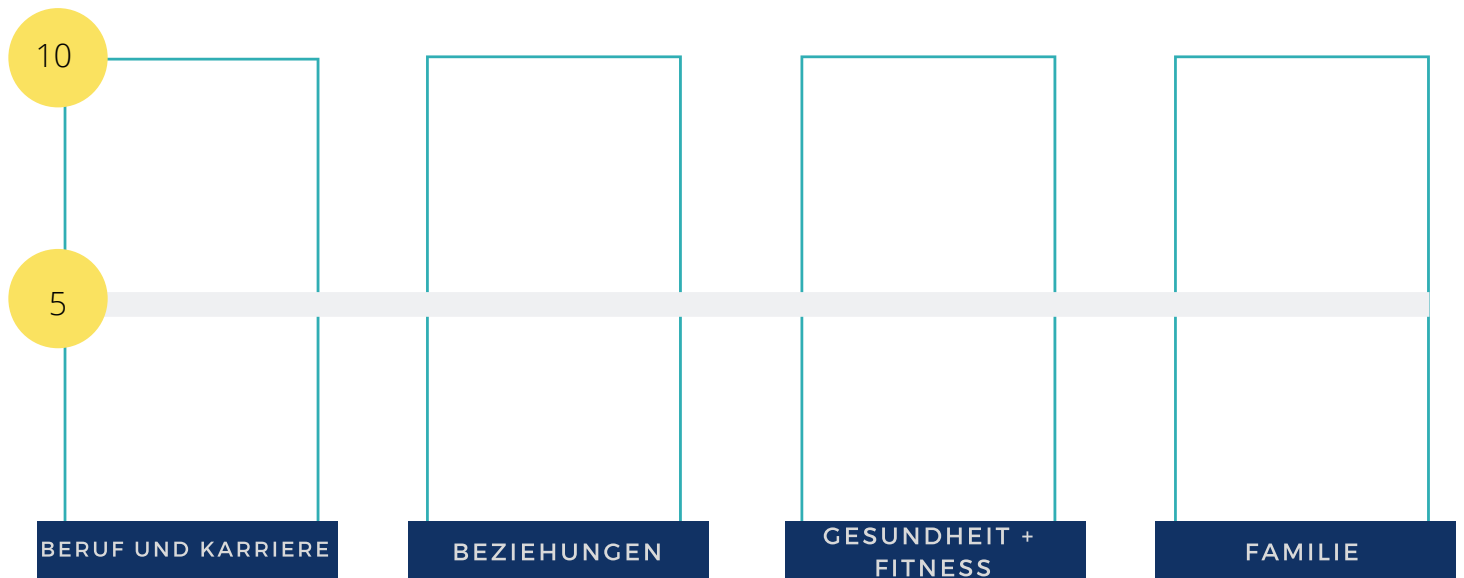 10
5
BERUF UND KARRIERE
BEZIEHUNGEN
GESUNDHEIT +
FITNESS
FAMILIE